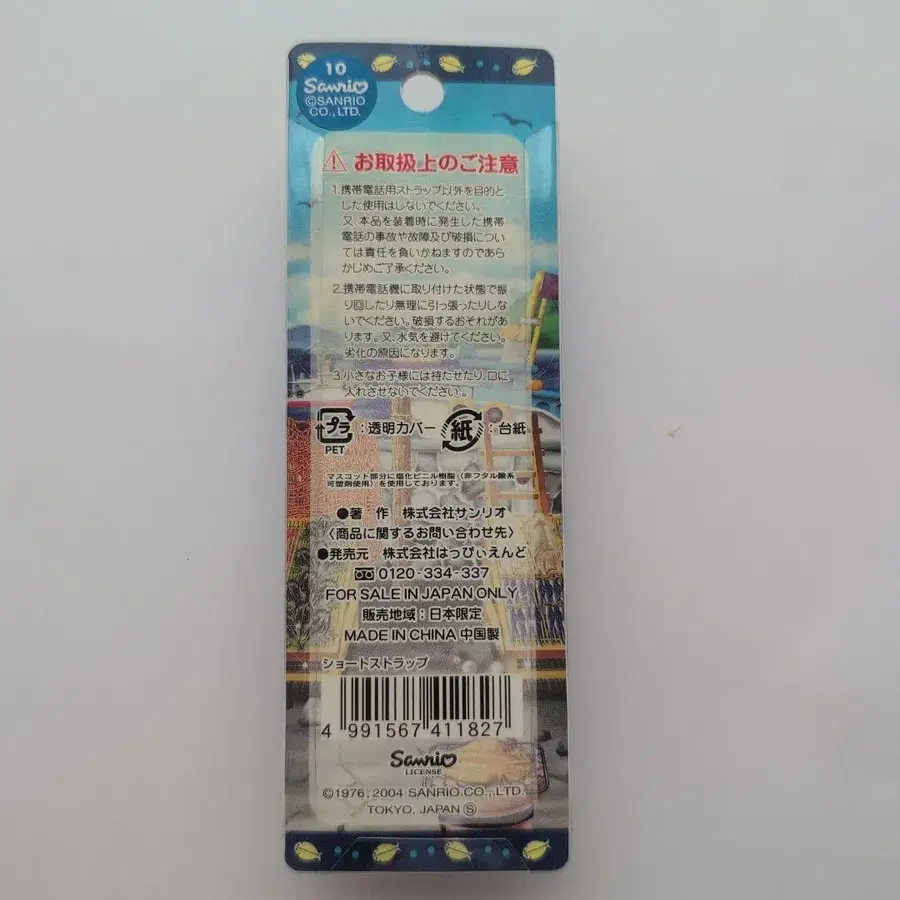 10
Sanrio
©SANRIO
CO.,LTD.
お取扱上のご注意
1.携帯電話用ストラップ以外を目的と
した使用はしないでください。
又、本品を装着時に発生した携帯
電話の事故や故障及び破損につい
ては責任を負いかねますのであら
かじめご了承ください。
2.携帯電話機に取り付けた状態で振
り回したり無理に引っ張ったりしな
いでください。破損するおそれがあ
ります。又、水気を避けてください。
劣化の原因になります。
3.小さなお子様には持たせたり、口に
入れさせないでください。
プラ PET :透明カバー 紙 :台紙
マスコット部分に塩化ビニル樹脂(非フタル酸系
可塑剤使用)を使用しております。
●著 作 株式会社サンリオ
〈商品に関するお問い合わせ先〉
●発売元 株式会社はっぴぃえんど
0120-334-337
FOR SALE IN JAPAN ONLY
販売地域:日本限定
MADE IN CHINA 中国製
ショートストラップ
4 991567 411827
Sanrio
LICENSE
©1976, 2004 SANRIO CO., LTD.
TOKYO, JAPAN Ⓢ